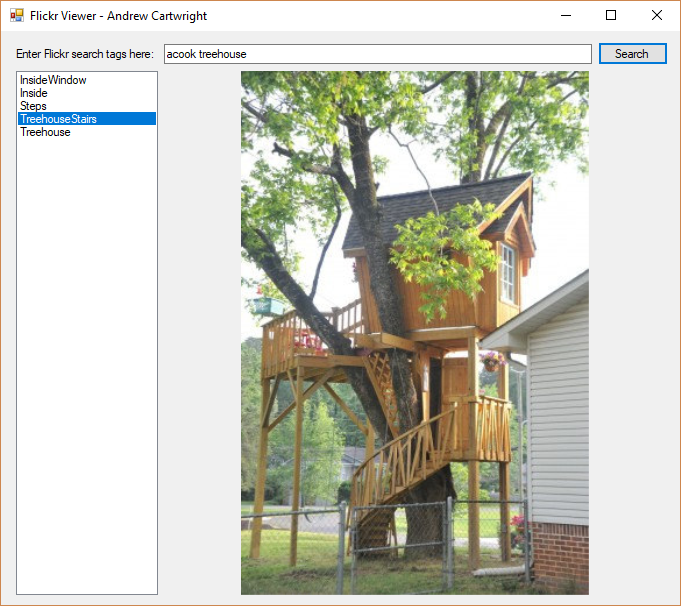 Flickr Viewer - Andrew Cartwright
Enter Flickr search tags here: acook treehouse Search
InsideWindow
Inside
Steps
TreehouseStairs
Treehouse